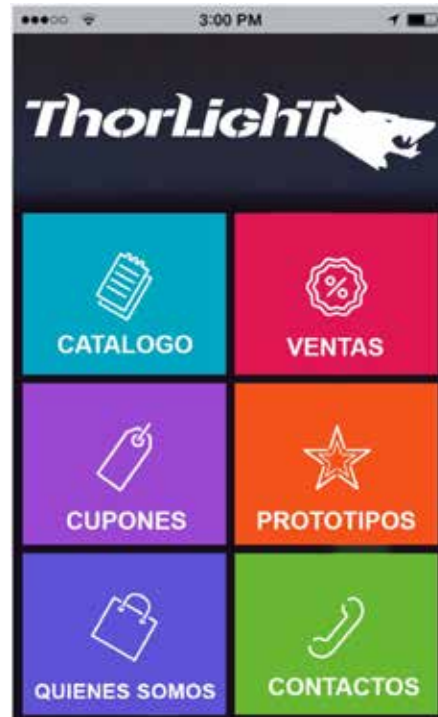 3:00 PM
ThorLighT
CATALOGO
VENTAS
%
CUPONES
PROTOTIPOS
QUIENES SOMOS
CONTACTOS